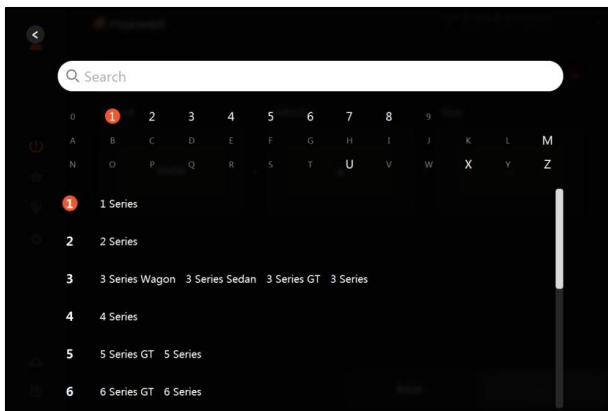 Search
0 1 2 3 4 5 6 7 8 9
A B C D E F G H I J K L M
N O P Q R S T U V W X Y Z
1 1 Series
2 2 Series
3 3 Series Wagon 3 Series Sedan 3 Series GT 3 Series
4 4 Series
5 5 Series GT 5 Series
6 6 Series GT 6 Series